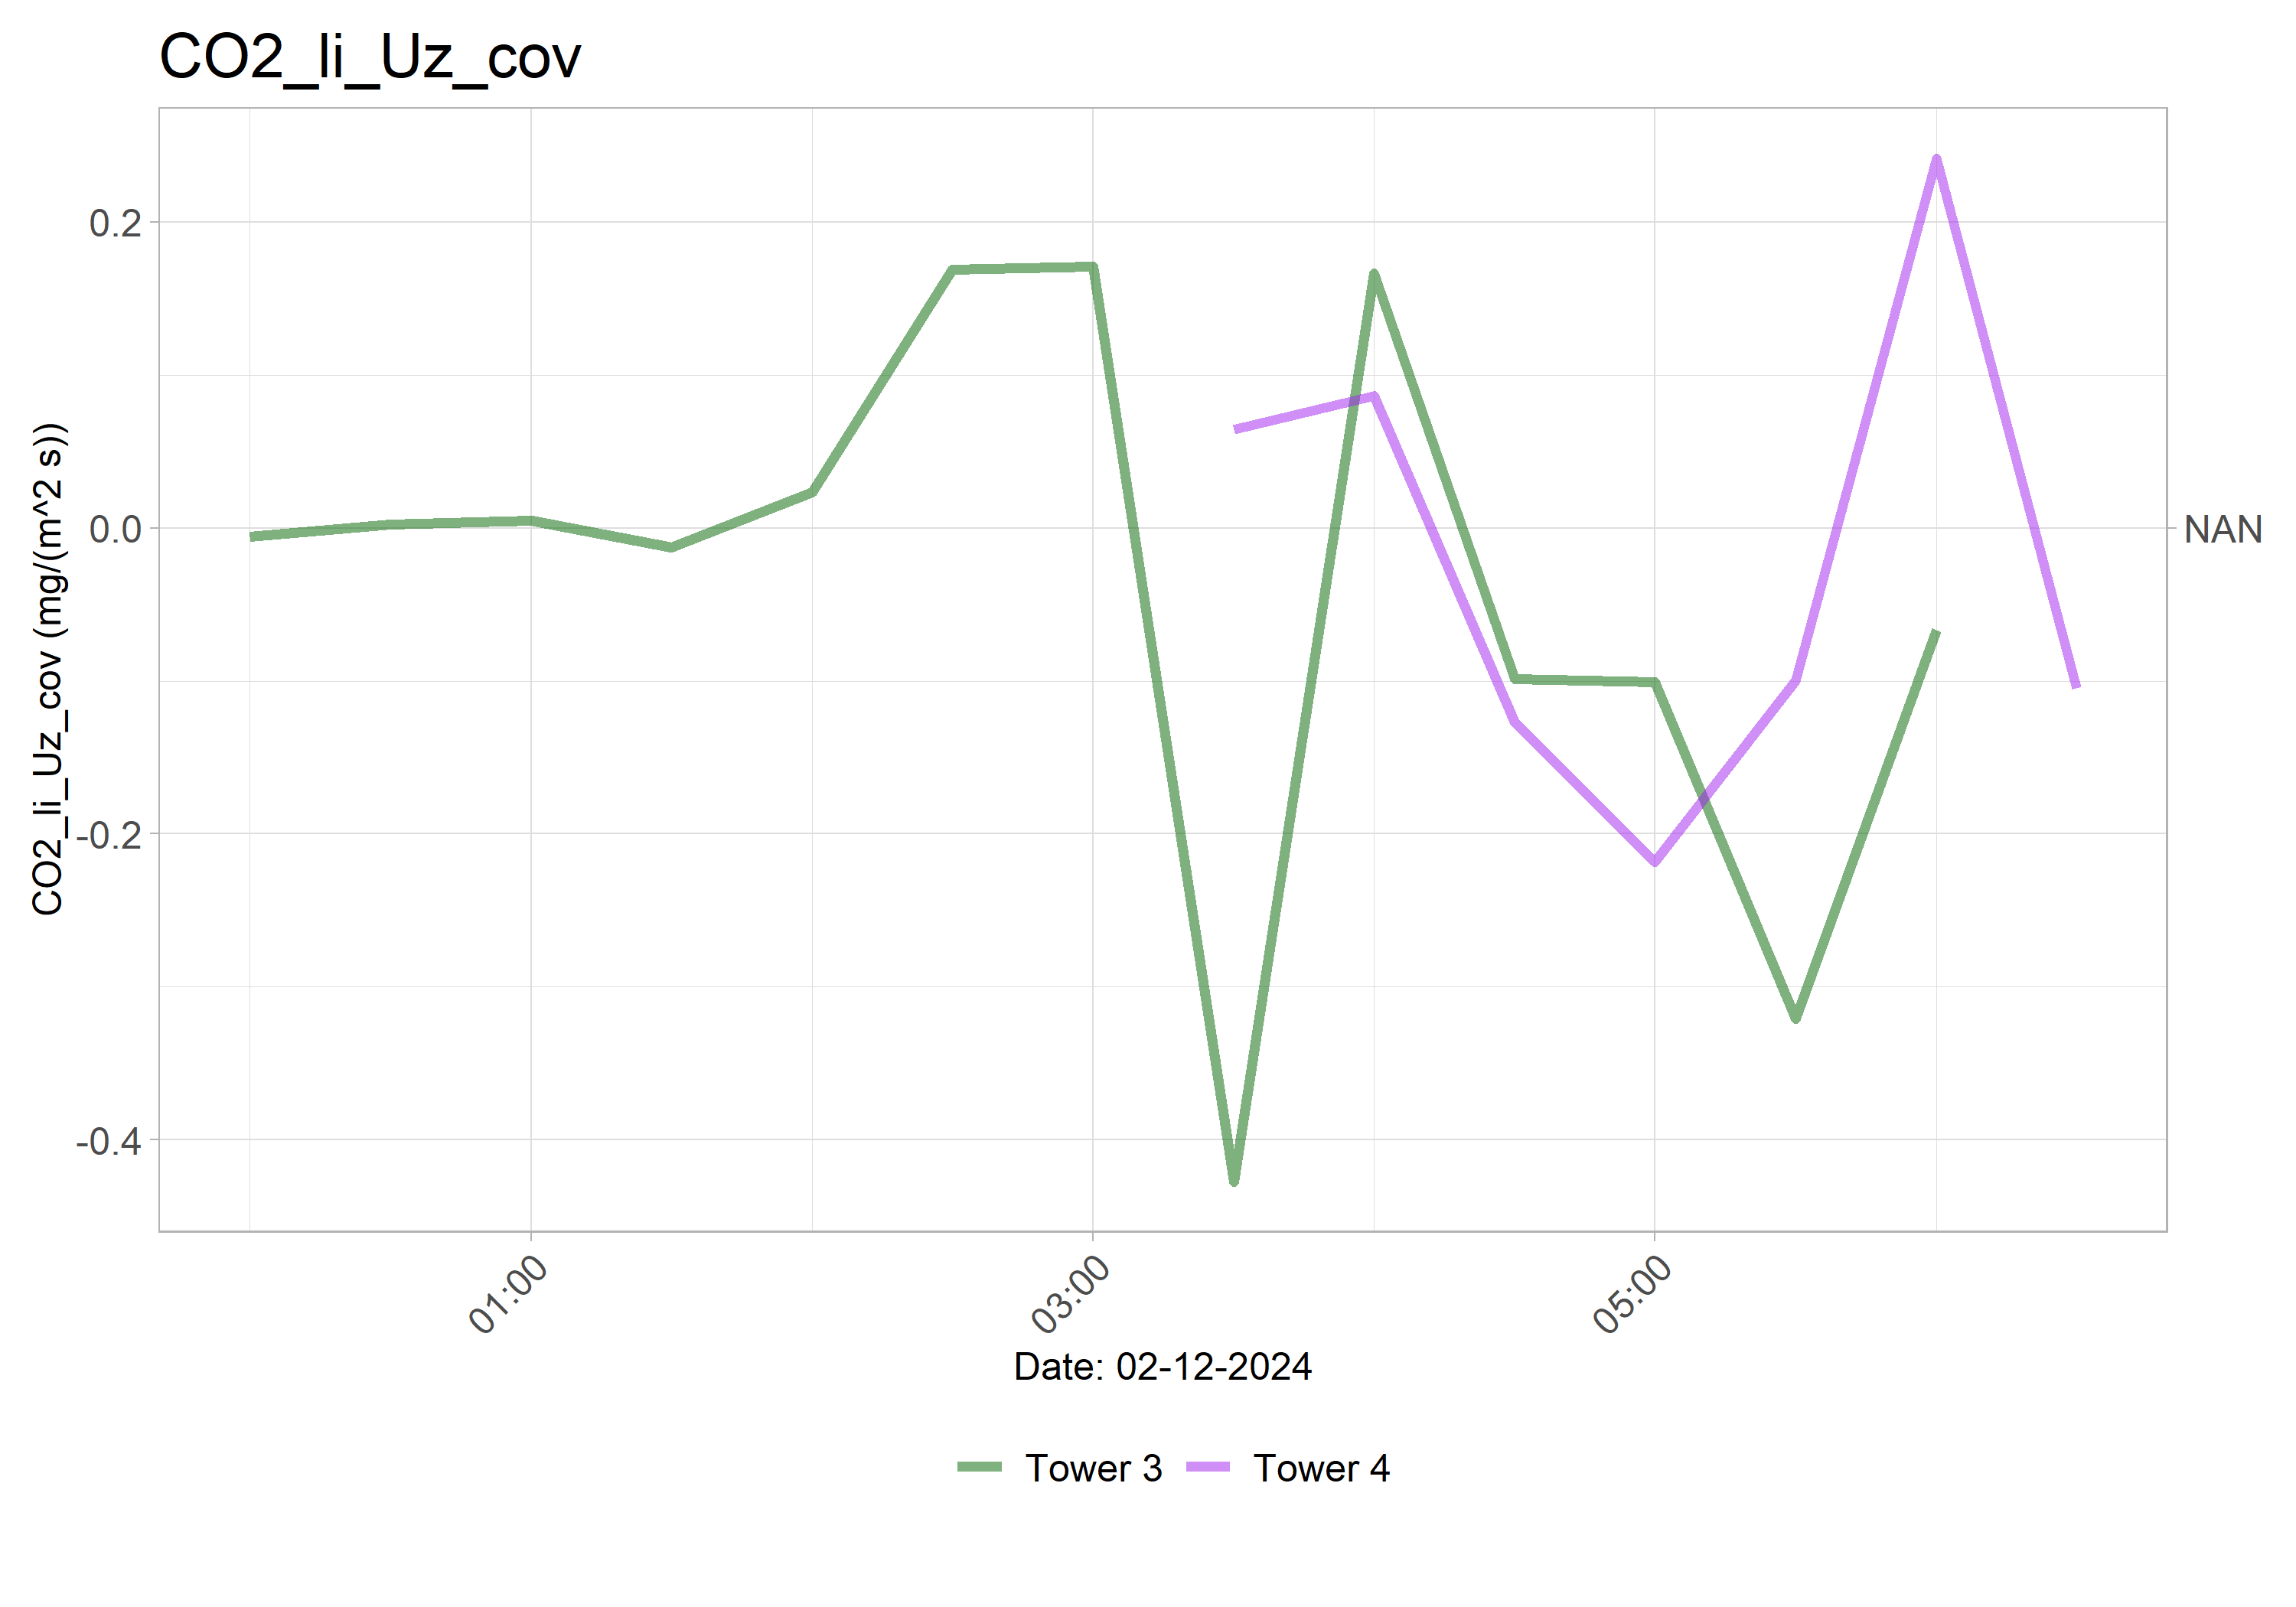 CO2_li_Uz_cov
CO2_li_Uz_cov (mg/(m^2 s))
0.2
0.0
-0.2
-0.4
NAN
01:00
03:00
05:00
Date: 02-12-2024
Tower 3
Tower 4